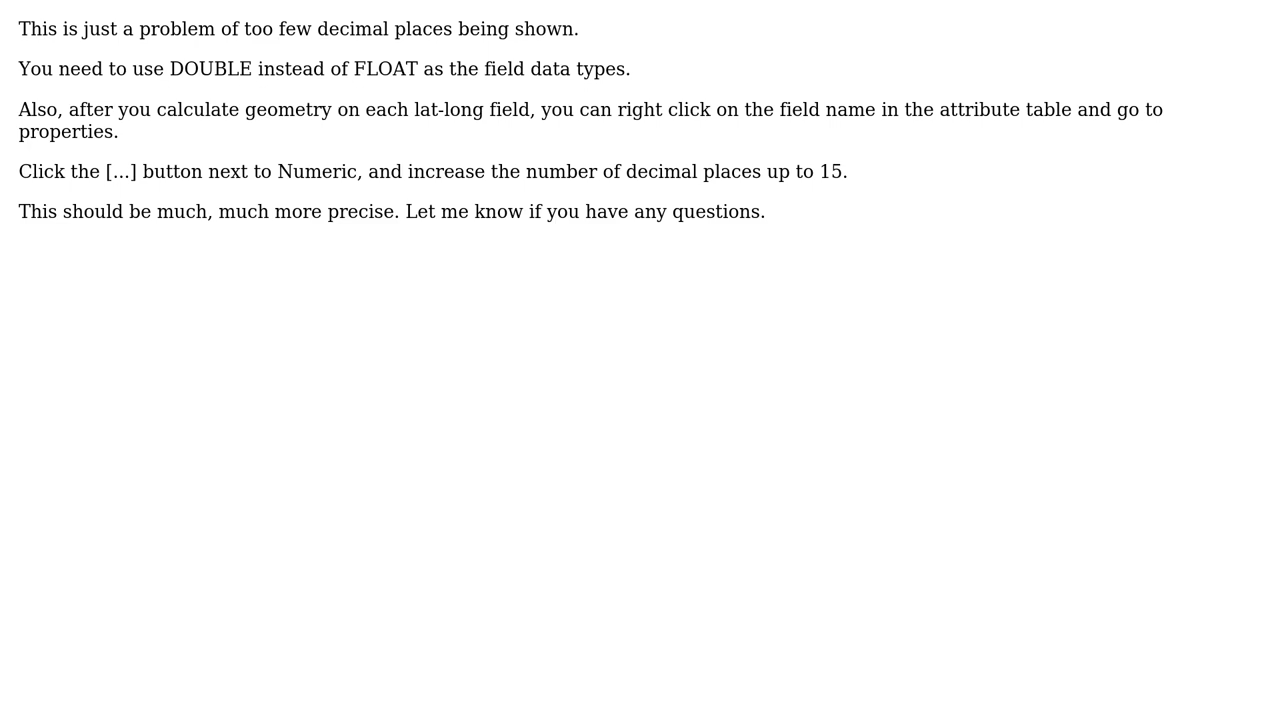 This is just a problem of too few decimal places being shown.
You need to use DOUBLE instead of FLOAT as the field data types.
Also, after you calculate geometry on each lat-long field, you can right click on the field name in the attribute table and go to
properties.
Click the [...] button next to Numeric, and increase the number of decimal places up to 15.
This should be much, much more precise. Let me know if you have any questions.